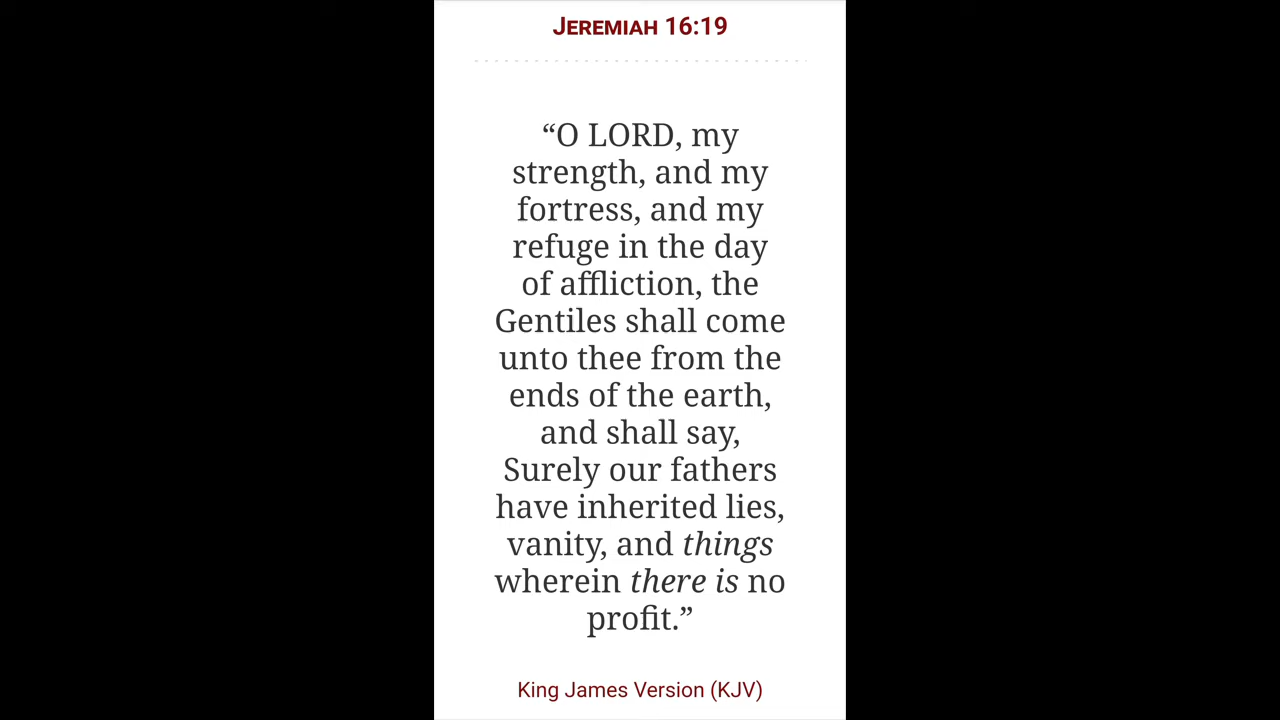 JEREMIAH 16:19
“O LORD, my
strength, and my
fortress, and my
refuge in the day
of affliction, the
Gentiles shall come
unto thee from the
ends of the earth,
and shall say,
Surely our fathers
have inherited lies,
vanity, and things
wherein there is no
profit.”
King James Version (KJV)